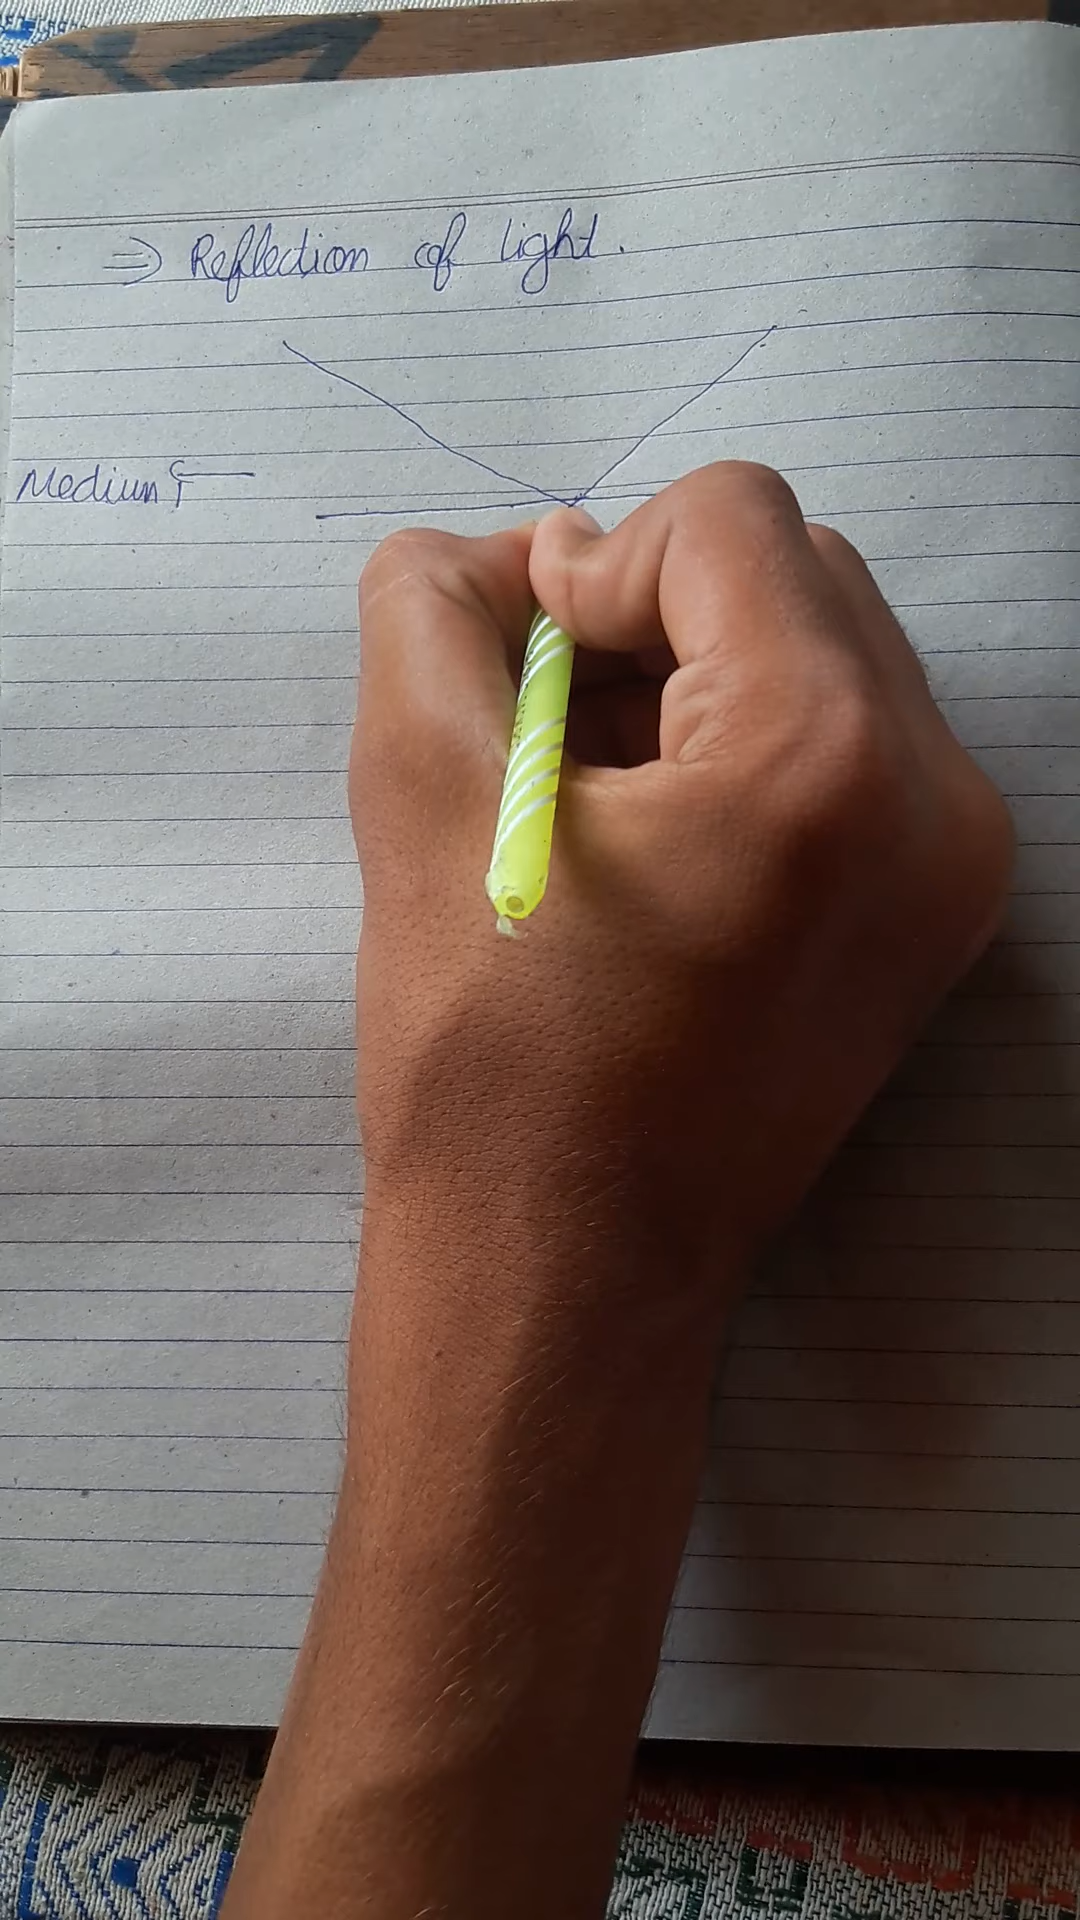 ⇒ Reflection of light.
Medium